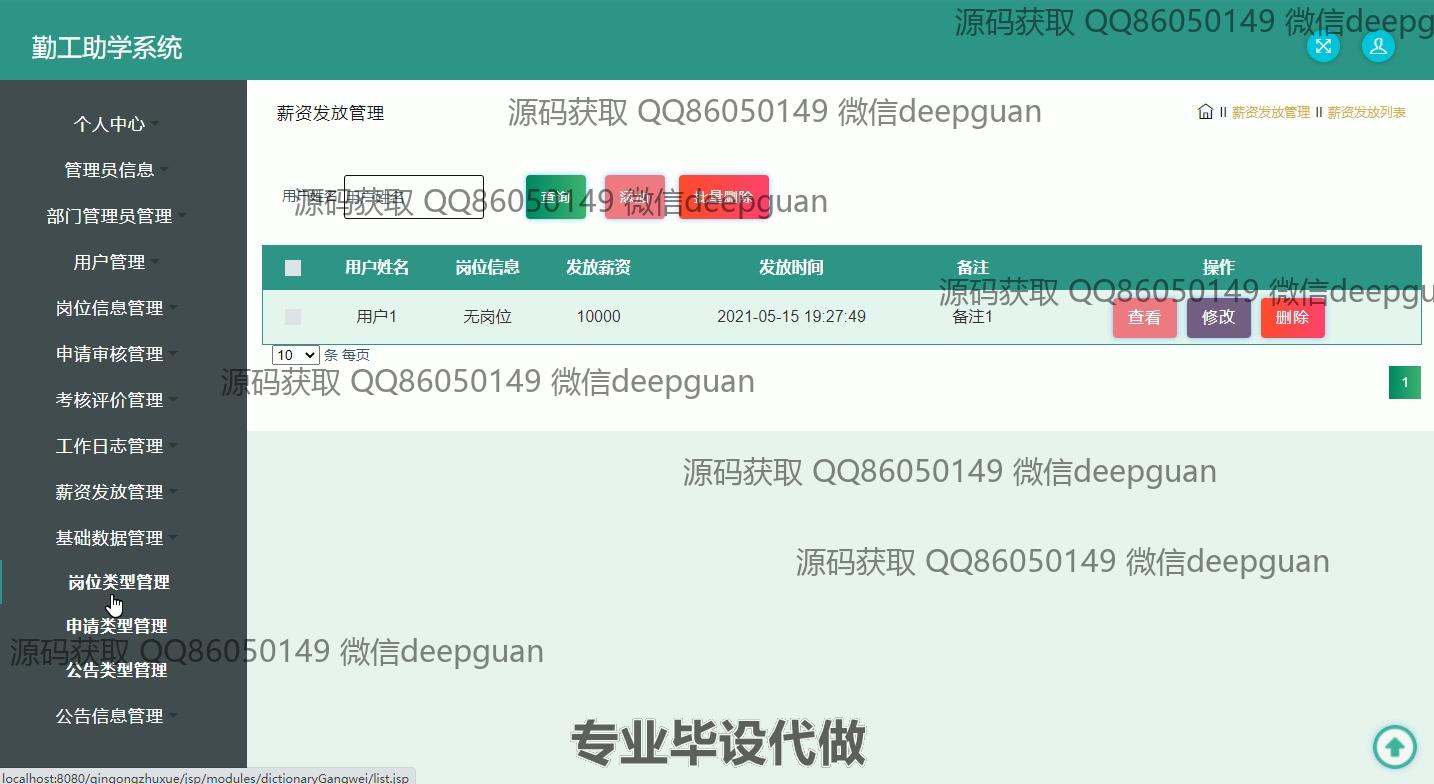 源码获取 QQ86050149 微信deepg
勤工助学系统
薪资发放管理
源码获取 QQ86050149 微信deepguan
薪资发放管理 薪资发放列表
个人中心
管理员信息
部门管理员管理
用户管理
岗位信息管理
申请审核管理
考核评价管理
工作日志管理
薪资发放管理
基础数据管理
岗位类型管理
申请类型管理
公告类型管理
公告信息管理
用户姓名 用户姓名 查询 添加 批量删除
源码获取 QQ86050149 微信deepguan
用户姓名 岗位信息 发放薪资 发放时间 备注 操作
源码获取 QQ86050149 微信deepgu
用户1 无岗位 10000 2021-05-15 19:27:49 备注1 查看 修改 删除
10 条 每页
源码获取 QQ86050149 微信deepguan
1
源码获取 QQ86050149 微信deepguan
源码获取 QQ86050149 微信deepguan
源码获取 QQ86050149 微信deepguan
专业毕设代做
localhost:8080/qingongzhuxue/jsp/modules/dictionaryGangwei/list.jsp